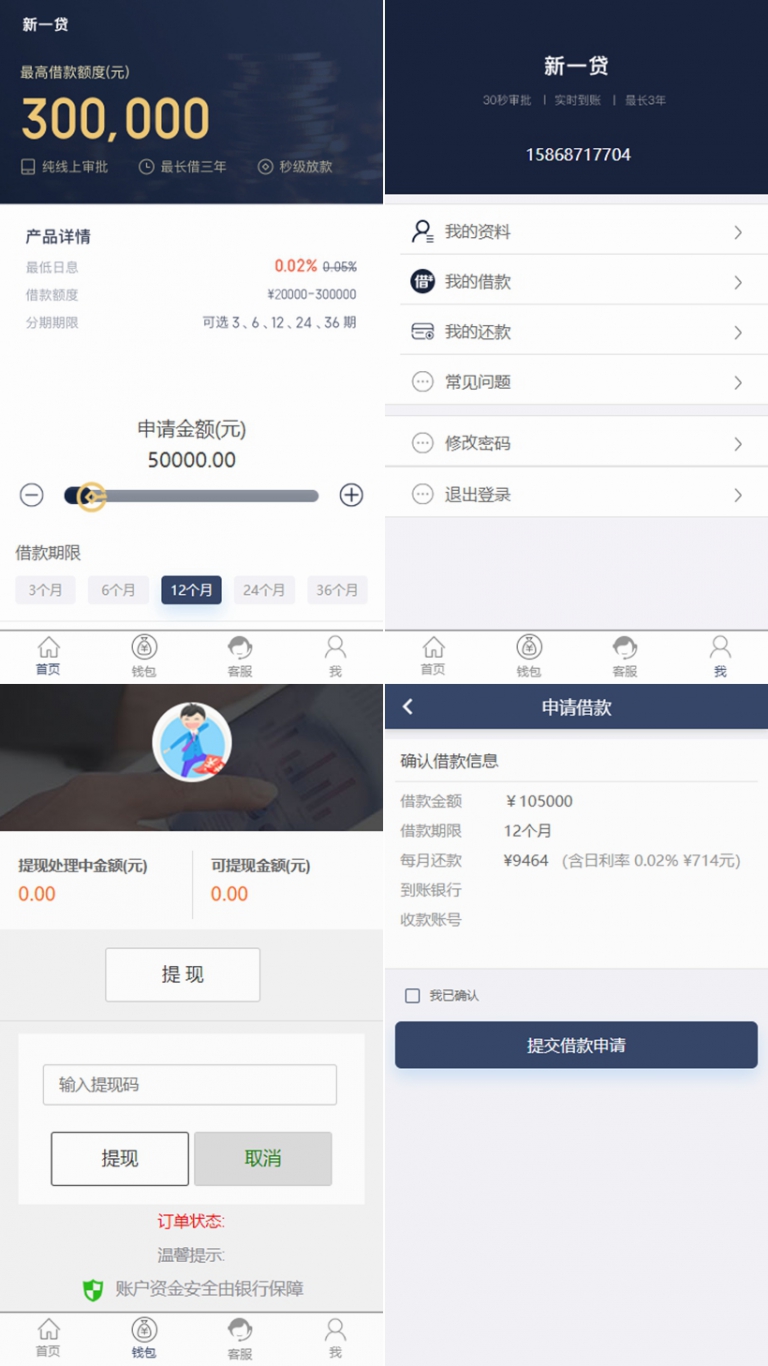 新一贷
最高借款额度(元)
300,000
纯线上审批 最长借三年 秒级放款
产品详情
最低日息 0.02% 0.05%
借款额度 ¥20000-300000
分期期限 可选 3 、6 、12 、24 、36 期
申请金额(元)
50000.00
借款期限
3个月 6个月 12个月 24个月 36个月
首页 钱包 客服 我
新一贷
30秒审批 | 实时到账 | 最长3年
15868717704
我的资料
借 我的借款
我的还款
常见问题
修改密码
退出登录
首页 钱包 客服 我
提现处理中金额(元) 可提现金额(元)
0.00 0.00
提 现
输入提现码
提现 取消
订单状态:
温馨提示:
账户资金安全由银行保障
首页 钱包 客服 我
申请借款
确认借款信息
借款金额 ¥105000
借款期限 12个月
每月还款 ¥9464 (含日利率 0.02% ¥714元)
到账银行
收款账号
我已确认
提交借款申请